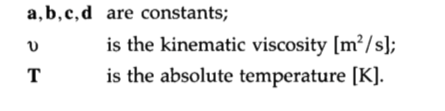 a,b,c,d are constants;
υ is the kinematic viscosity [m²/s];
T is the absolute temperature [K].